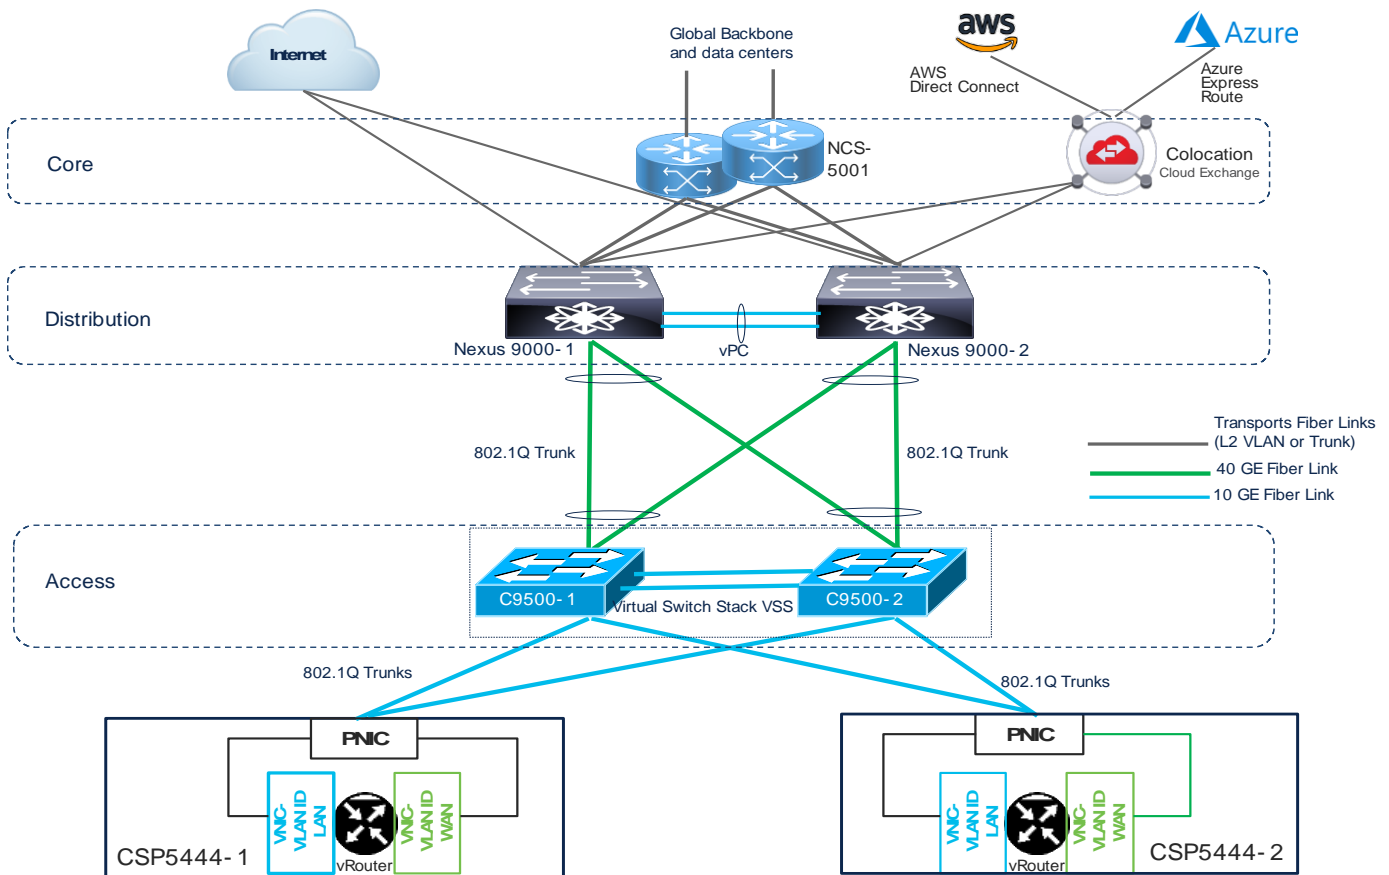 Internet
Global Backbone
and data centers
aws
Azure
AWS
Direct Connect
Azure
Express
Route
Core
NCS-
5001
Colocation
Cloud Exchange
Distribution
Nexus 9000-1
vPC
Nexus 9000-2
802.1Q Trunk
802.1Q Trunk
Transports Fiber Links
(L2 VLAN or Trunk)
40 GE Fiber Link
10 GE Fiber Link
Access
C9500-1
Virtual Switch Stack VSS
C9500-2
802.1Q Trunks
802.1Q Trunks
PNIC
VNIC-
VLAN ID
LAN
vRouter
VNIC-
VLAN ID
WAN
CSP5444-1
PNIC
VNIC-
VLAN ID
LAN
vRouter
VNIC-
VLAN ID
WAN
CSP5444-2